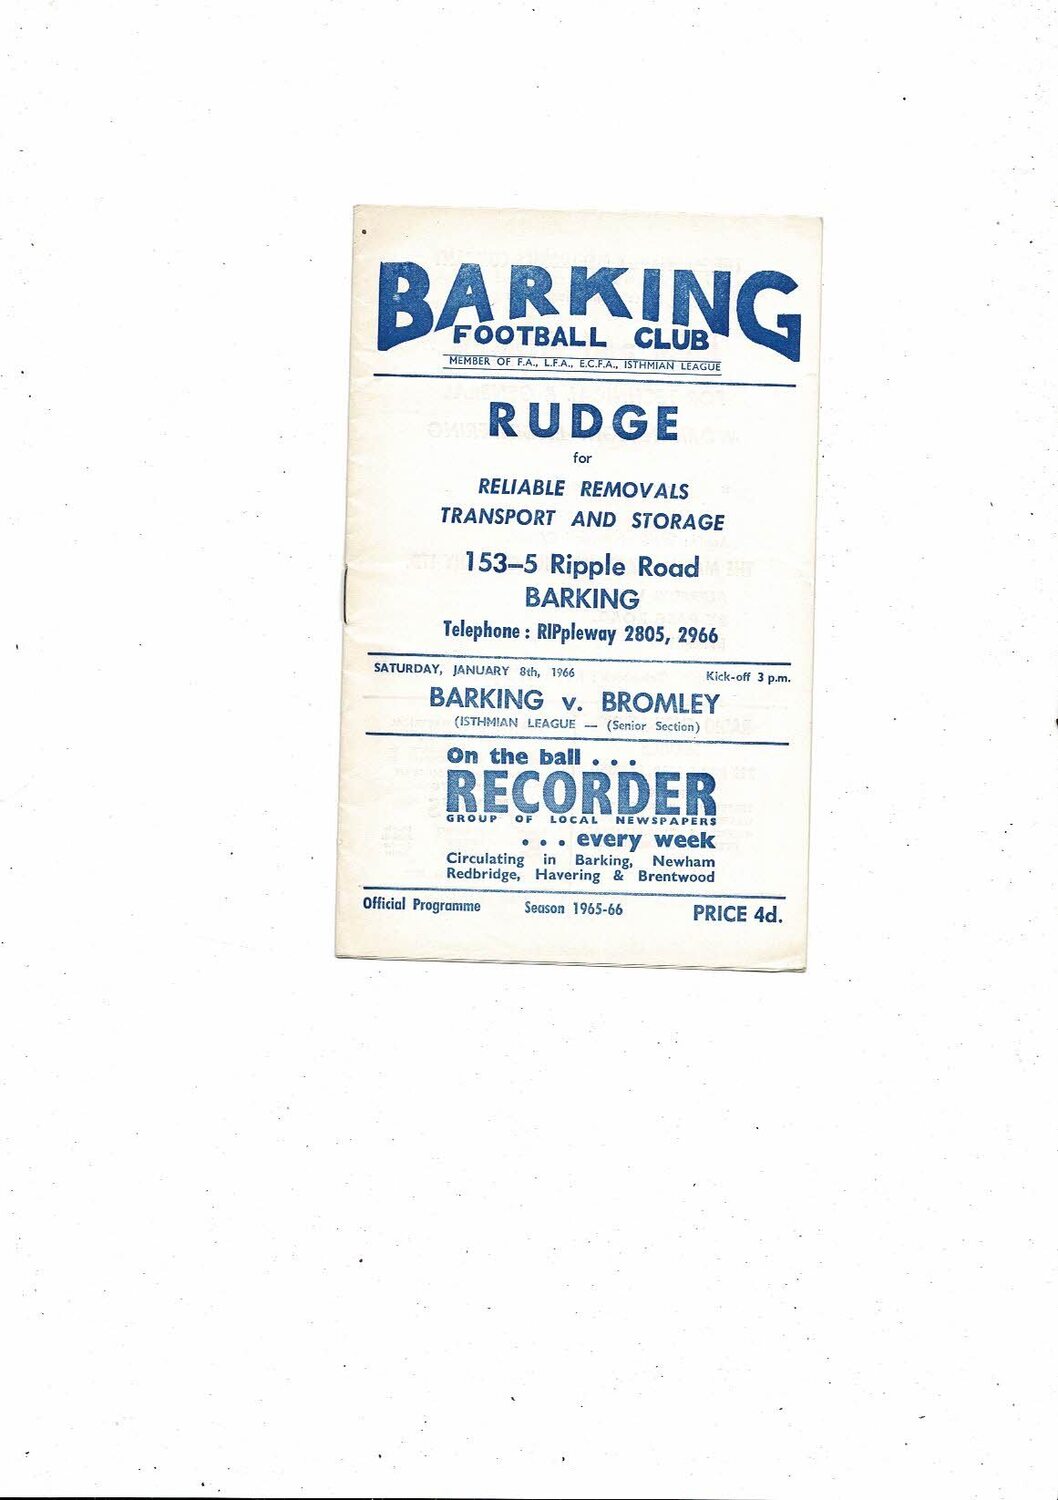 BARKING
FOOTBALL CLUB
MEMBER OF F.A., L.F.A., E.C.F.A., ISTHMIAN LEAGUE
RUDGE
for
RELIABLE REMOVALS
TRANSPORT AND STORAGE
153–5 Ripple Road
BARKING
Telephone : RIPpleway 2805, 2966
SATURDAY, JANUARY 8th, 1966 Kick-off 3 p.m.
BARKING v. BROMLEY
(ISTHMIAN LEAGUE — (Senior Section)
On the ball . . .
RECORDER
GROUP OF LOCAL NEWSPAPERS
. . . every week
Circulating in Barking, Newham
Redbridge, Havering & Brentwood
Official Programme Season 1965-66 PRICE 4d.